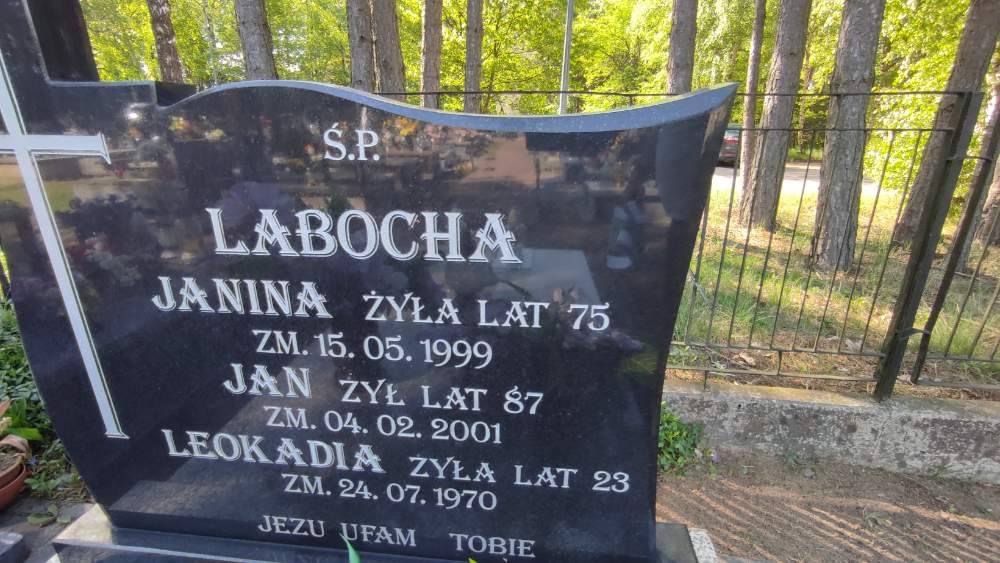 Ś.P.
LABOCHA
JANINA ŻYŁA LAT 75
ZM. 15. 05. 1999
JAN ŻYŁ LAT 87
ZM. 04. 02. 2001
LEOKADIA ŻYŁA LAT 23
ZM. 24. 07. 1970
JEZU UFAM TOBIE